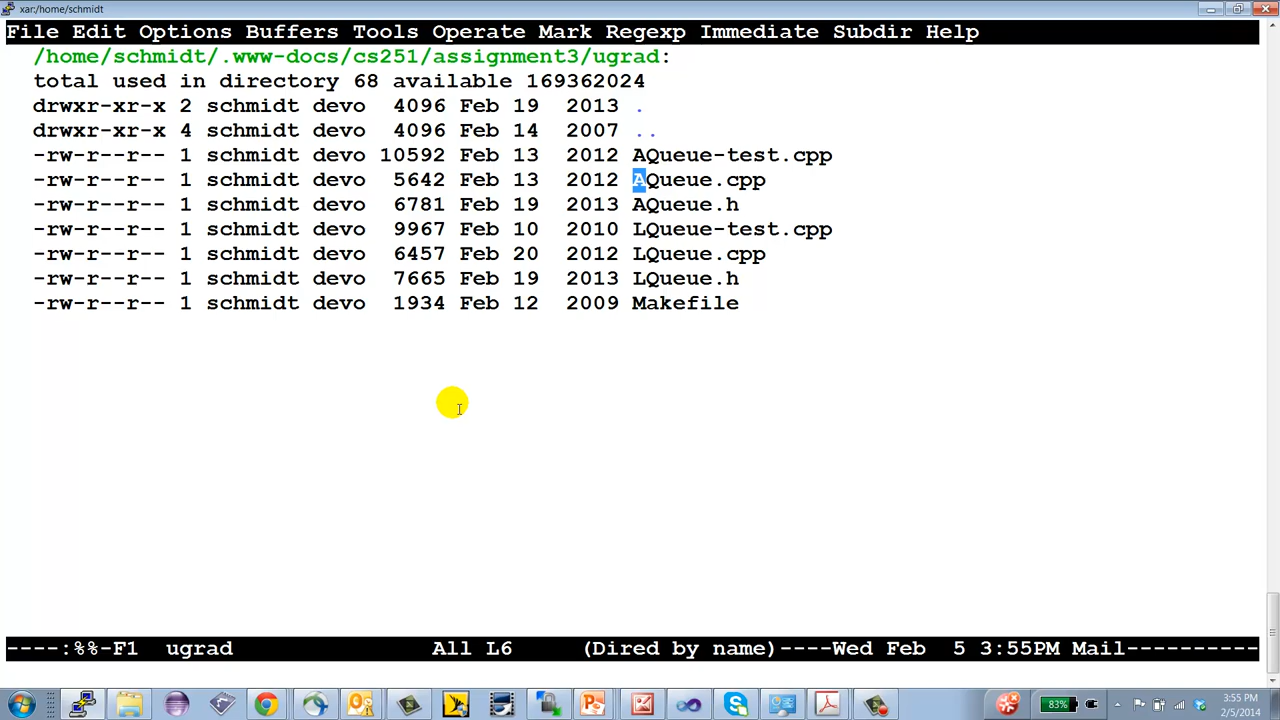 xar:/home/schmidt
File Edit Options Buffers Tools Operate Mark Regexp Immediate Subdir Help
/home/schmidt/.www-docs/cs251/assignment3/ugrad:
total used in directory 68 available 169362024
drwxr-xr-x 2 schmidt devo 4096 Feb 19 2013 .
drwxr-xr-x 4 schmidt devo 4096 Feb 14 2007 ..
-rw-r--r-- 1 schmidt devo 10592 Feb 13 2012 AQueue-test.cpp
-rw-r--r-- 1 schmidt devo 5642 Feb 13 2012 AQueue.cpp
-rw-r--r-- 1 schmidt devo 6781 Feb 19 2013 AQueue.h
-rw-r--r-- 1 schmidt devo 9967 Feb 10 2010 LQueue-test.cpp
-rw-r--r-- 1 schmidt devo 6457 Feb 20 2012 LQueue.cpp
-rw-r--r-- 1 schmidt devo 7665 Feb 19 2013 LQueue.h
-rw-r--r-- 1 schmidt devo 1934 Feb 12 2009 Makefile
----:%%-F1 ugrad All L6 (Dired by name)----Wed Feb 5 3:55PM Mail----------
83%
3:55 PM
2/5/2014